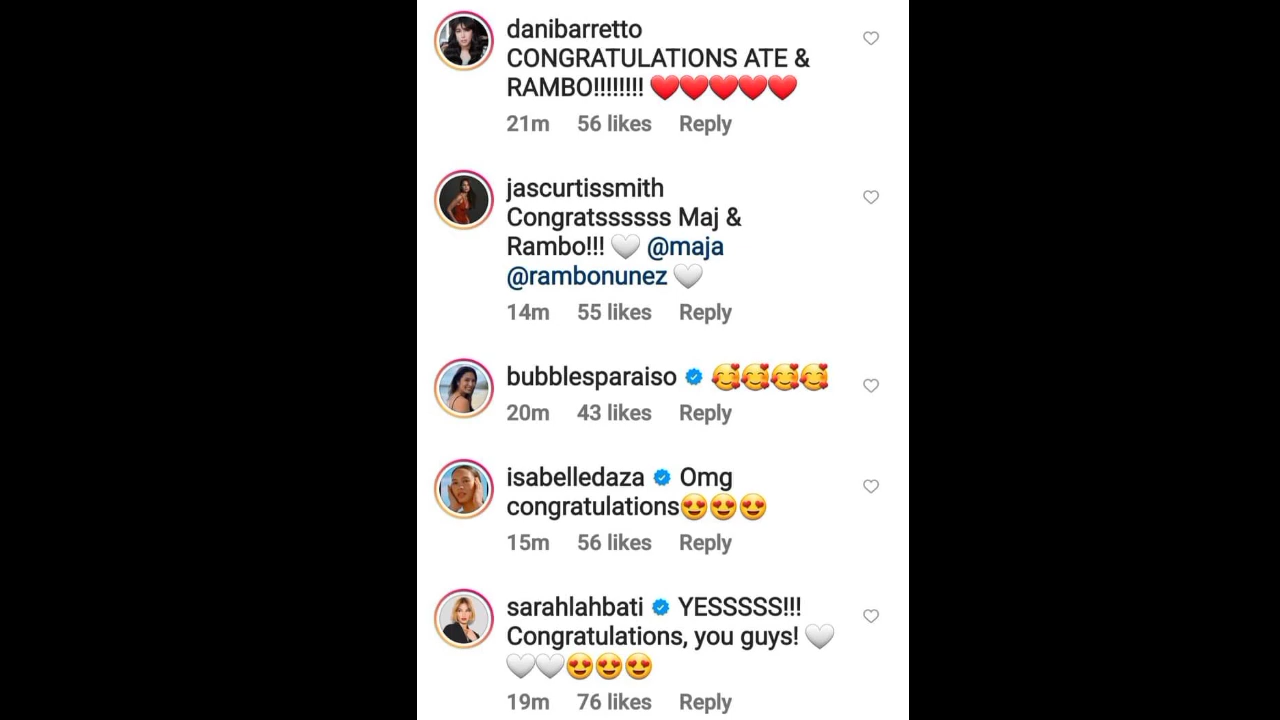 danibarretto
CONGRATULATIONS ATE &
RAMBO!!!!!!!! ❤️❤️❤️❤️❤️
21m 56 likes Reply
jascurtissmith
Congratssssss Maj &
Rambo!!! 🤍 @maja
@rambonunez 🤍
14m 55 likes Reply
bubblesparaiso 🥰🥰🥰🥰
20m 43 likes Reply
isabelledaza Omg
congratulations😍😍😍
15m 56 likes Reply
sarahlahbati YESSSSS!!!
Congratulations, you guys! 🤍
🤍🤍😍😍😍
19m 76 likes Reply